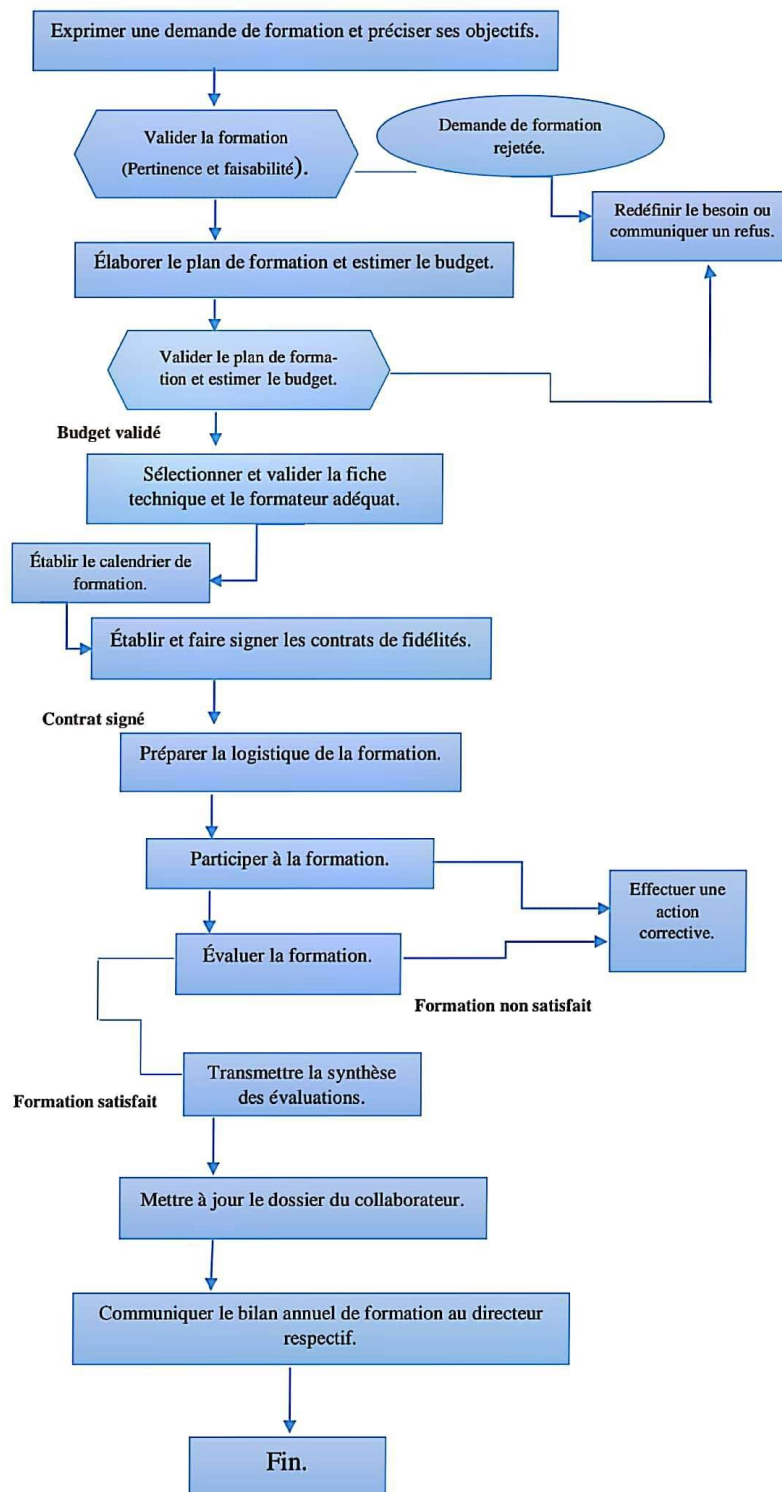 Exprimer une demande de formation et préciser ses objectifs.
Valider la formation
(Pertinence et faisabilité).
Demande de formation
rejetée.
Redéfinir le besoin ou
communiquer un refus.
Élaborer le plan de formation et estimer le budget.
Valider le plan de forma-
tion et estimer le budget.
Budget validé
Sélectionner et valider la fiche
technique et le formateur adéquat.
Établir le calendrier de
formation.
Établir et faire signer les contrats de fidélités.
Contrat signé
Préparer la logistique de la formation.
Participer à la formation.
Effectuer une
action
corrective.
Évaluer la formation.
Formation non satisfait
Transmettre la synthèse
des évaluations.
Formation satisfait
Mettre à jour le dossier du collaborateur.
Communiquer le bilan annuel de formation au directeur
respectif.
Fin.